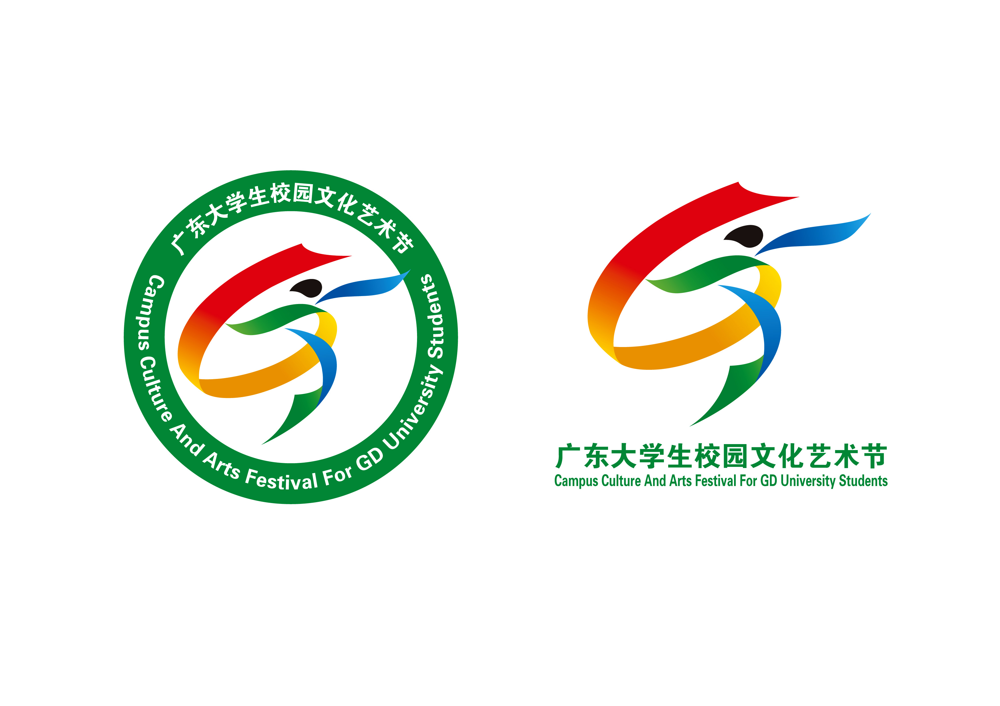 广东大学生校园文化艺术节
Campus Culture And Arts Festival For GD University Students
广东大学生校园文化艺术节
Campus Culture And Arts Festival For GD University Students